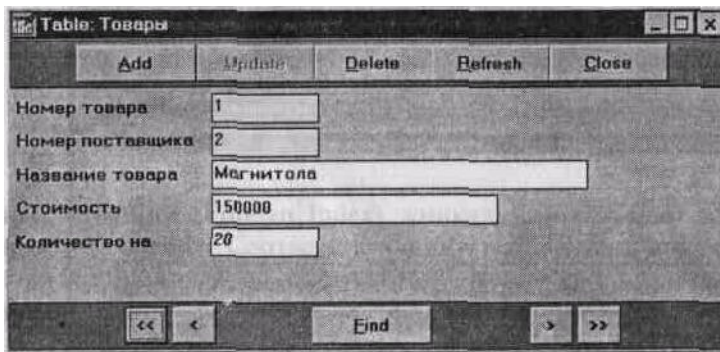 Table: Товары
Add Update Delete Refresh Close
Номер товара 1
Номер поставщика 2
Название товара Магнитола
Стоимость 150000
Количество на 20
<< < Find > >>